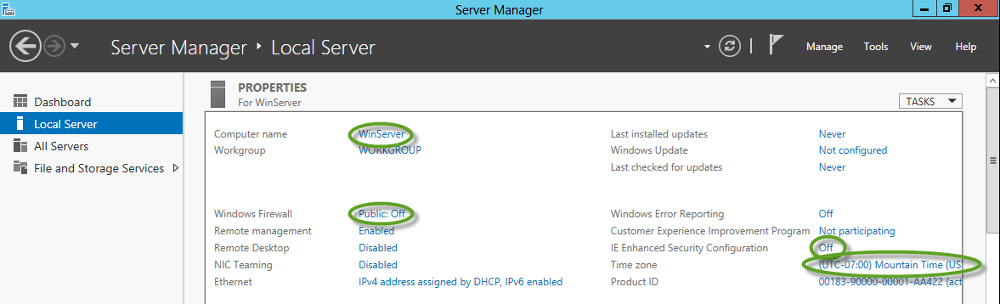 Server Manager
Server Manager ‣ Local Server
Manage Tools View Help
Dashboard
Local Server
All Servers
File and Storage Services
PROPERTIES
For WinServer
TASKS
Computer name WinServer Last installed updates Never
Workgroup WORKGROUP Windows Update Not configured
Last checked for updates Never
Windows Firewall Public: Off Windows Error Reporting Off
Remote management Enabled Customer Experience Improvement Program Not participating
Remote Desktop Disabled IE Enhanced Security Configuration Off
NIC Teaming Disabled Time zone (UTC-07:00) Mountain Time (US
Ethernet IPv4 address assigned by DHCP, IPv6 enabled Product ID 00183-90000-00001-AA422 (act